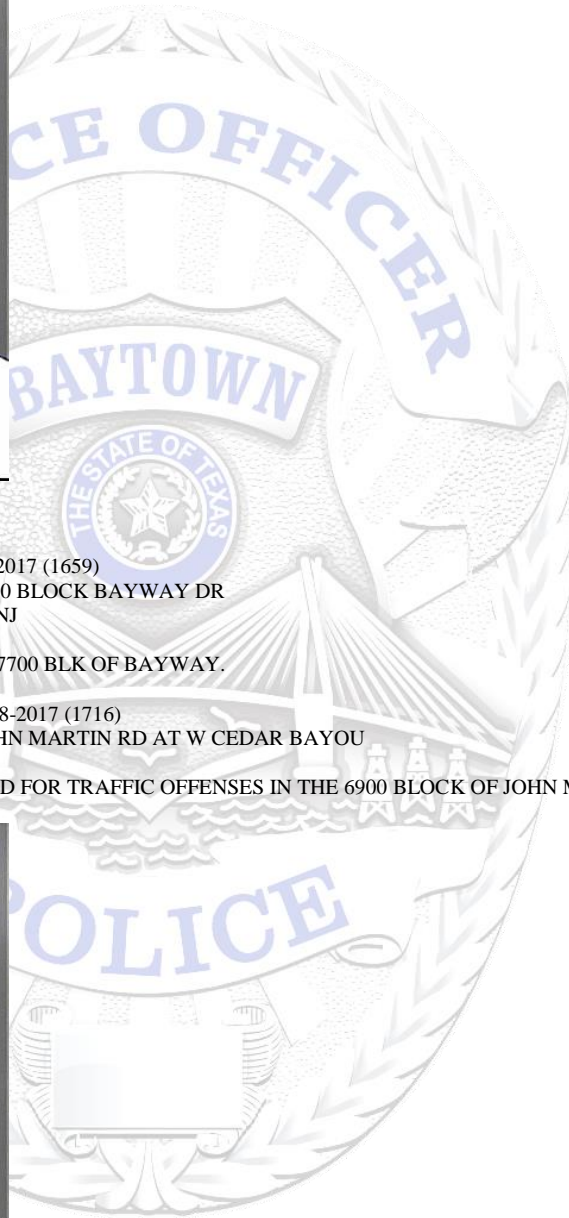 CE OFFICER
BAYTOWN
THE STATE OF TEXAS
2017 (1659)
0 BLOCK BAYWAY DR
NJ
7700 BLK OF BAYWAY.
8-2017 (1716)
HN MARTIN RD AT W CEDAR BAYOU
D FOR TRAFFIC OFFENSES IN THE 6900 BLOCK OF JOHN M
POLICE